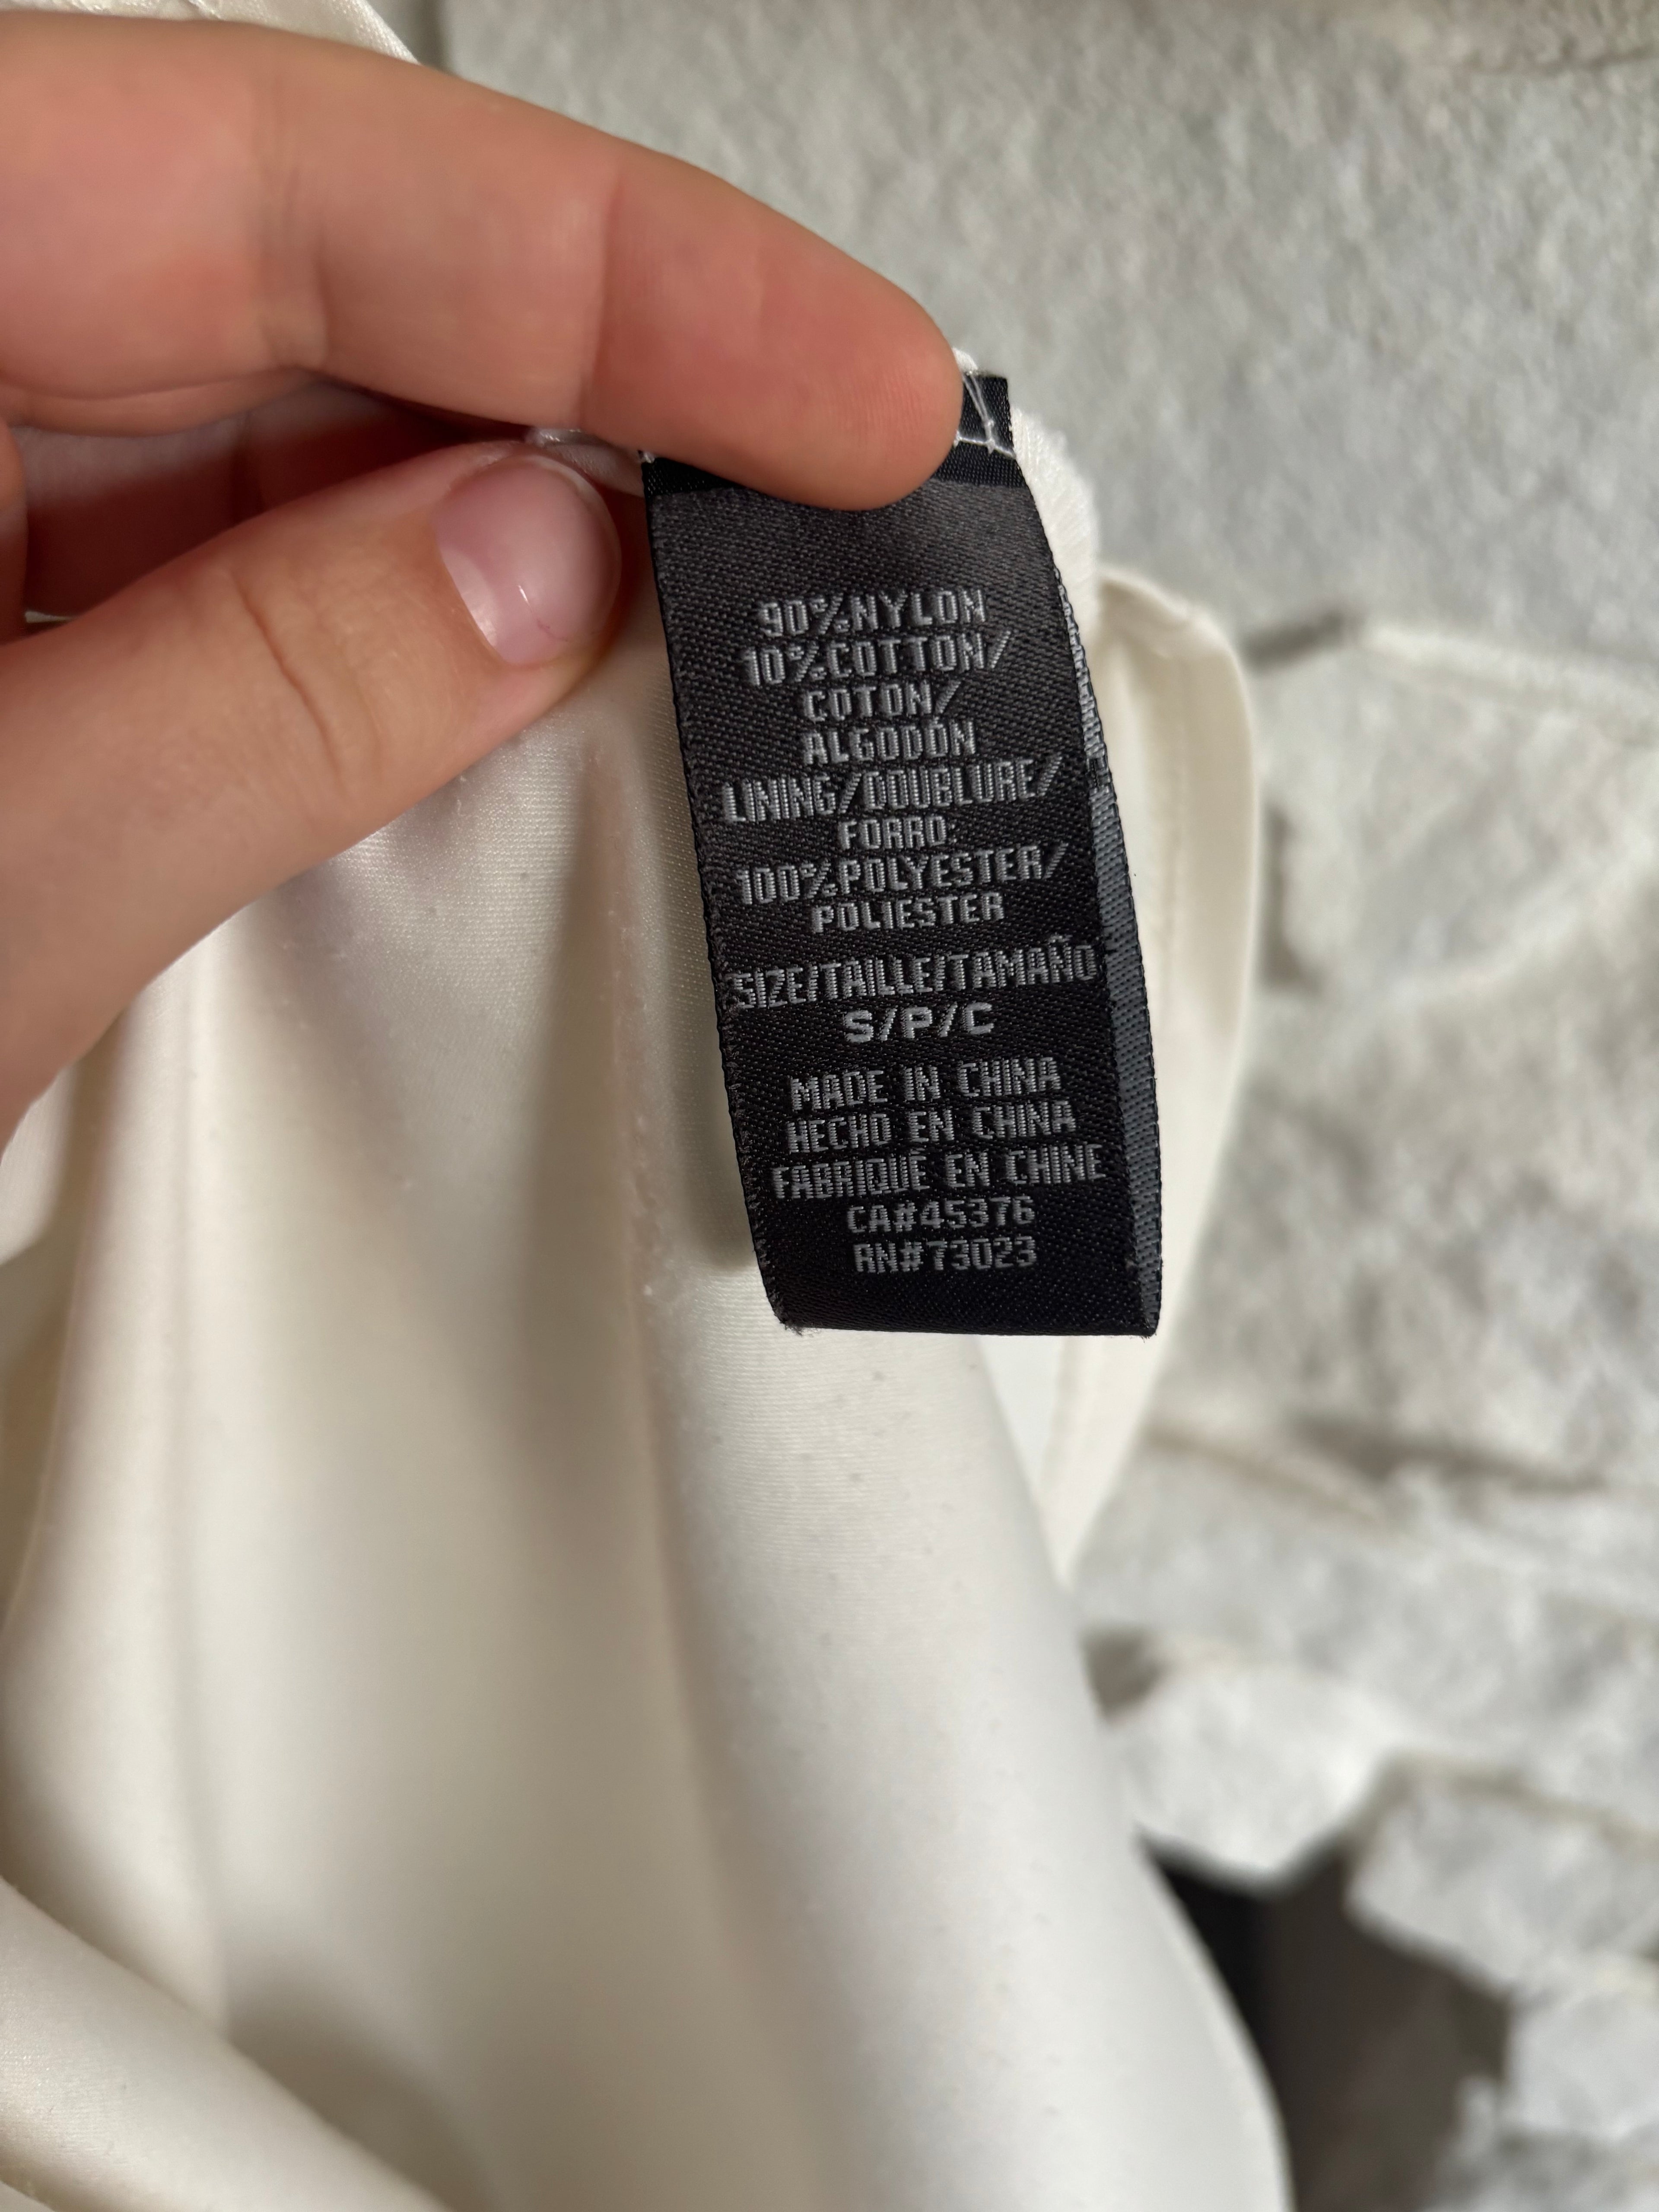 90%NYLON
10%COTTON/
COTON/
ALGODON
LINING/DOUBLURE/
FORRO:
100%POLYESTER/
POLIESTER
SIZE/TAILLE/TAMAÑO
S/P/C
MADE IN CHINA
HECHO EN CHINA
FABRIQUÉ EN CHINE
CA#45376
RN#73023